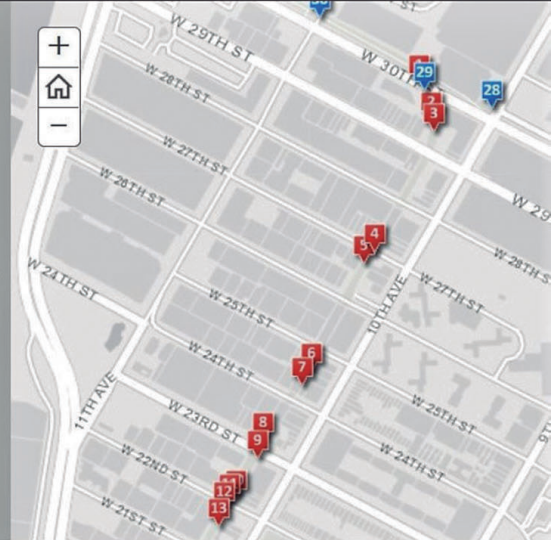 ST
W 29TH ST
W 30TH
29
28
+
−
W 28TH ST
2
3
W 27TH ST
W 26TH ST
W 29
4
5
W 28TH S
W 27TH ST
W 24TH ST
10TH AVE
W 25TH ST
6
7
W 24TH ST
11TH AVE
W 25TH ST
8
9
W 23RD ST
W 22ND ST
W 24TH ST
12
13
W 21ST ST